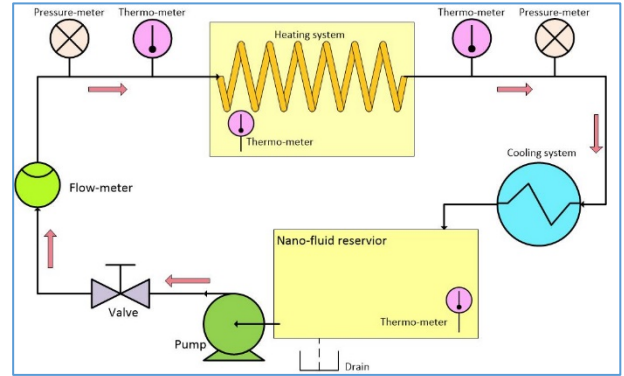 Pressure-meter
Thermo-meter
Thermo-meter
Pressure-meter
Heating system
Thermo-meter
Cooling system
Flow-meter
Nano-fluid reservior
Thermo-meter
Valve
Pump
Drain